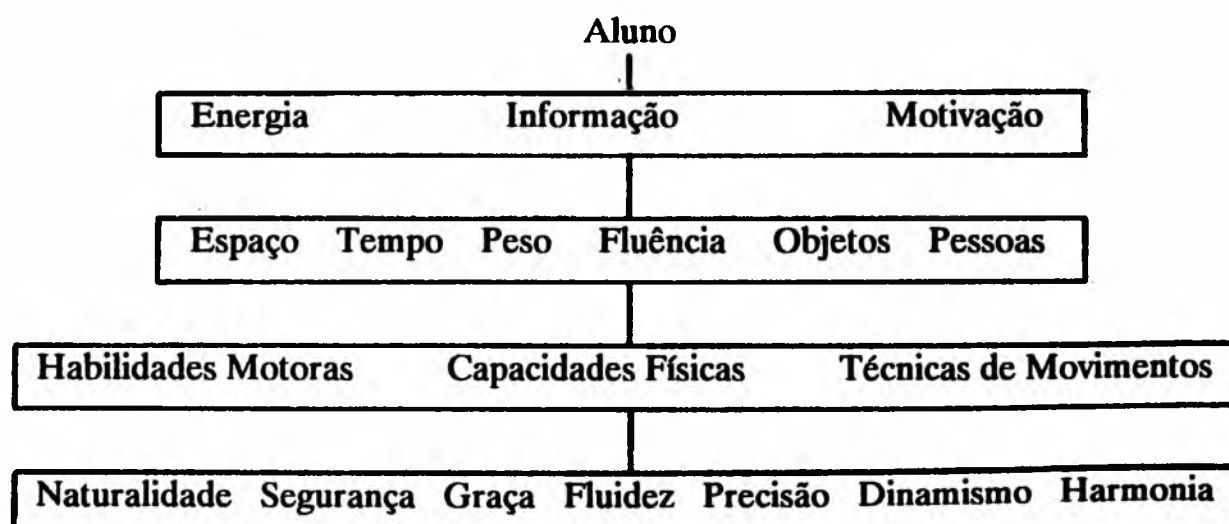 Aluno
Energia Informação Motivação
Espaço Tempo Peso Fluência Objetos Pessoas
Habilidades Motoras Capacidades Físicas Técnicas de Movimentos
Naturalidade Segurança Graça Fluidez Precisão Dinamismo Harmonia